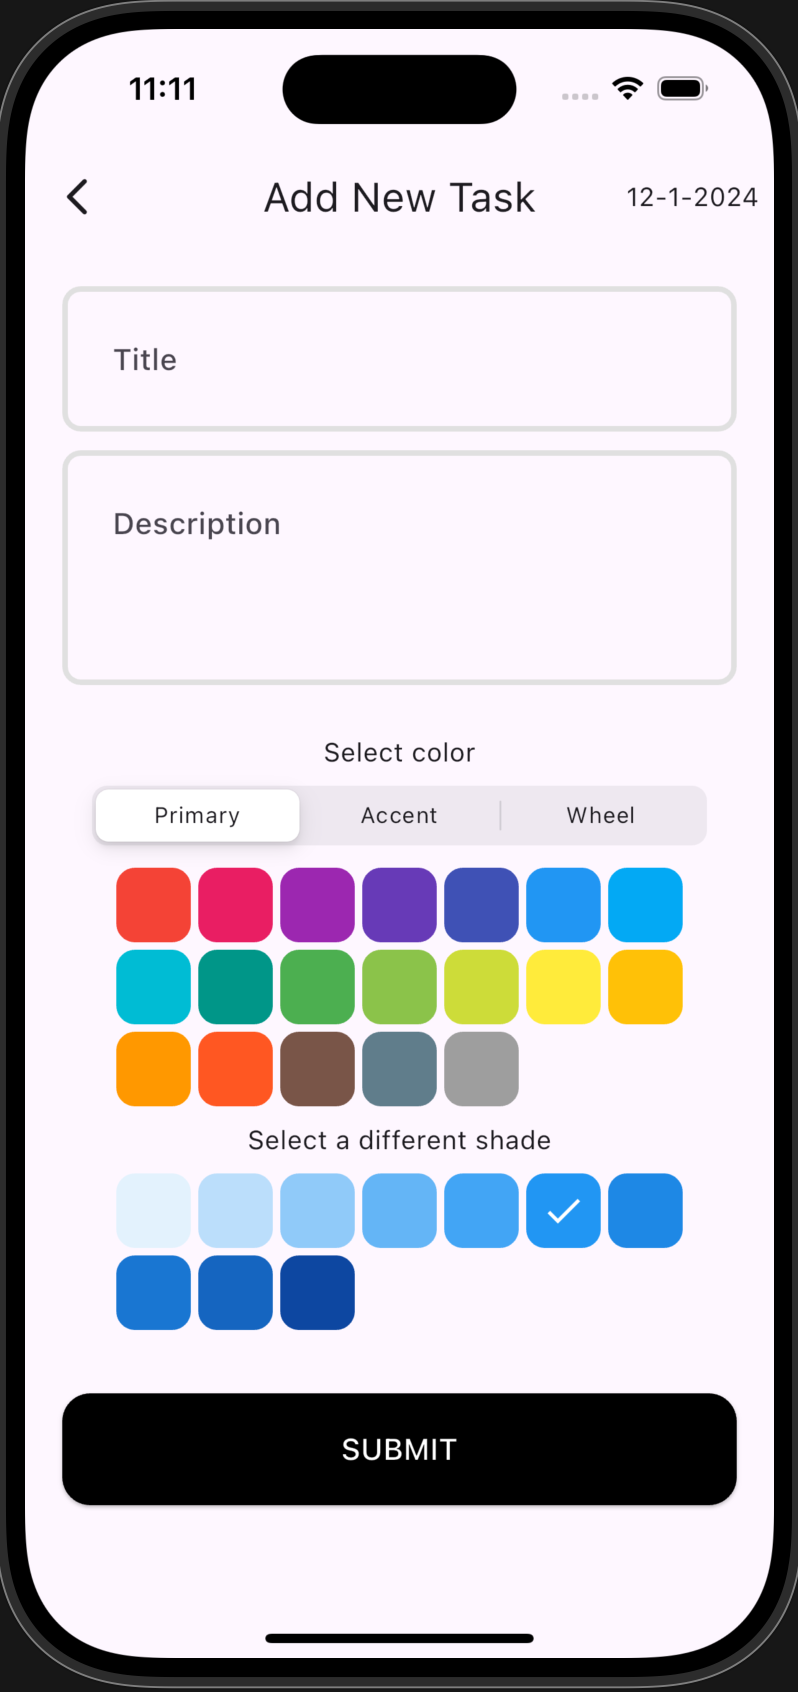 11:11
Add New Task 12-1-2024
Title
Description
Select color
Primary Accent Wheel
Select a different shade
SUBMIT